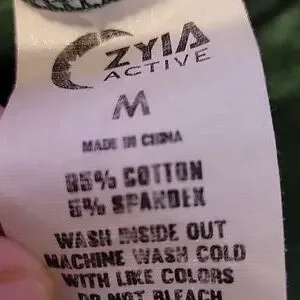 ZYIA
ACTIVE
M
MADE IN CHINA
95% COTTON
5% SPANDEX
WASH INSIDE OUT
MACHINE WASH COLD
WITH LIKE COLORS
DO NOT BLEACH